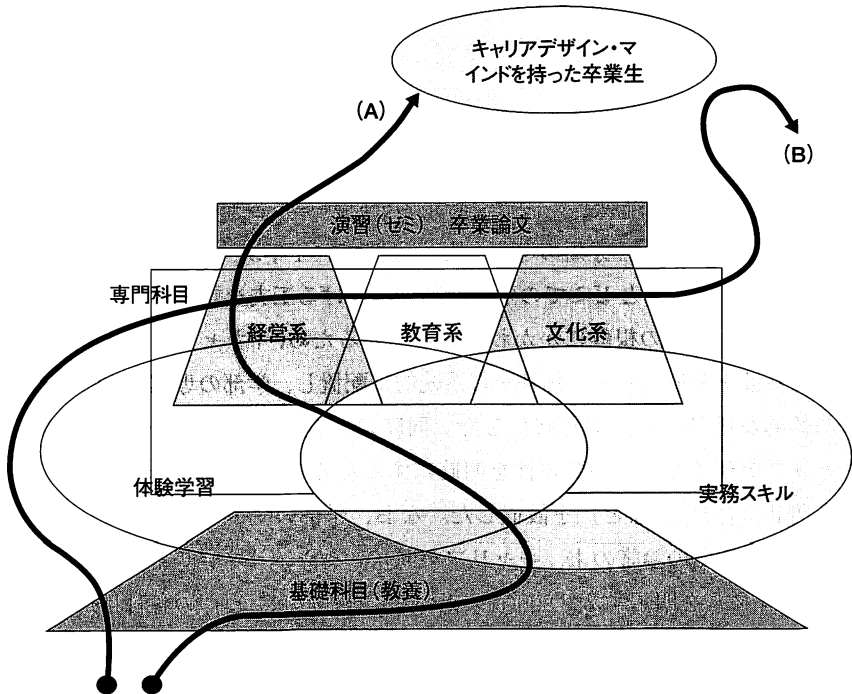 キャリアデザイン・マ
インドを持った卒業生
(A)
(B)
演習(ゼミ) 卒業論文
専門科目
経営系
教育系
文化系
体験学習
実務スキル
基礎科目(教養)